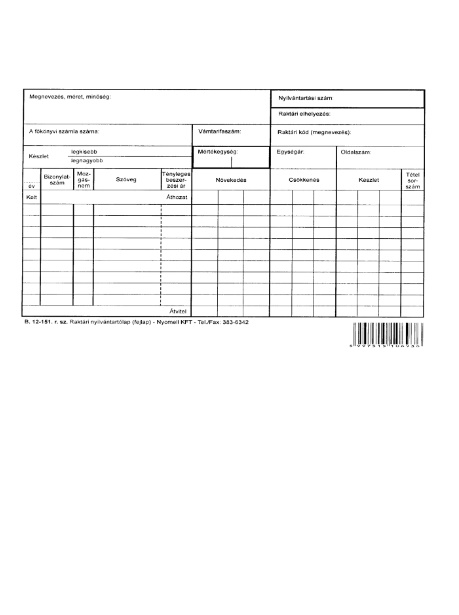 Megnevezés, méret, minőség:
Nyilvántartási szám
Raktári elhelyezés:
A főkönyvi számla száma:
Vámtarifaszám:
Raktári kód (megnevezés):
Készlet
legkisebb
legnagyobb
Mértékegység:
Egységár:
Oldalszám
év
Bizonylat-
szám
Moz-
gás-
nem
Szöveg
Tényleges
beszer-
zési ár
Növekedés
Csökkenés
Készlet
Tétel
sor-
szám
Kelt
Áthozat
Átvitel
R. 12-151. r. sz. Raktári nyilvántartólap (fejlap) - Nyomell KFT - Tel./Fax: 383-6342